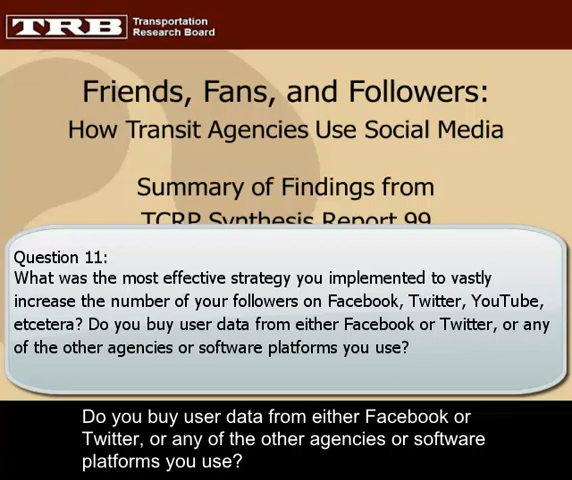 TRB
Transportation
Research Board
Friends, Fans, and Followers:
How Transit Agencies Use Social Media
Summary of Findings from
TCRP Synthesis Report 99
Question 11:
What was the most effective strategy you implemented to vastly
increase the number of your followers on Facebook, Twitter, YouTube,
etcetera? Do you buy user data from either Facebook or Twitter, or any
of the other agencies or software platforms you use?
Do you buy user data from either Facebook or
Twitter, or any of the other agencies or software
platforms you use?